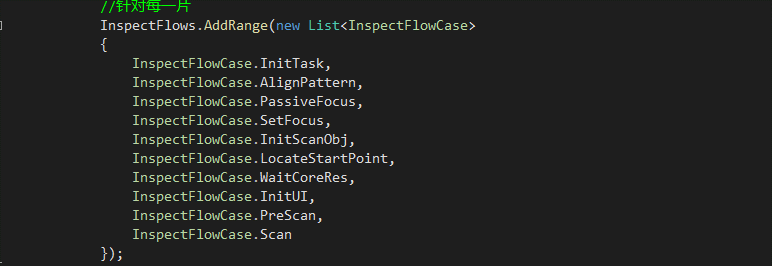 //针对每一片
InspectFlows.AddRange(new List<InspectFlowCase>
{
InspectFlowCase.InitTask,
InspectFlowCase.AlignPattern,
InspectFlowCase.PassiveFocus,
InspectFlowCase.SetFocus,
InspectFlowCase.InitScanObj,
InspectFlowCase.LocateStartPoint,
InspectFlowCase.WaitCoreRes,
InspectFlowCase.InitUI,
InspectFlowCase.PreScan,
InspectFlowCase.Scan
});